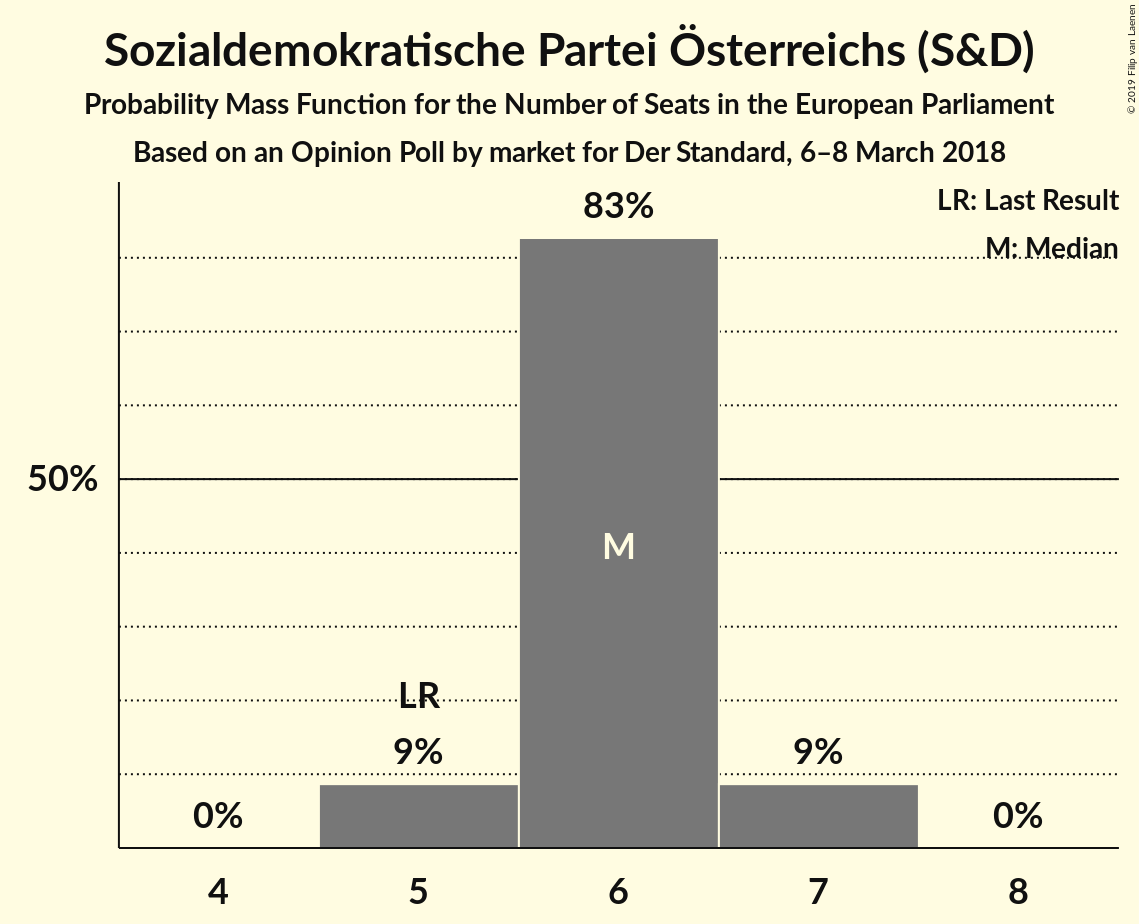 Sozialdemokratische Partei Österreichs (S&D)
Probability Mass Function for the Number of Seats in the European Parliament
Based on an Opinion Poll by market for Der Standard, 6–8 March 2018
© 2019 Filip van Laenen
LR: Last Result
M: Median
83%
50%
M
LR
9%
9%
0%
0%
4 5 6 7 8